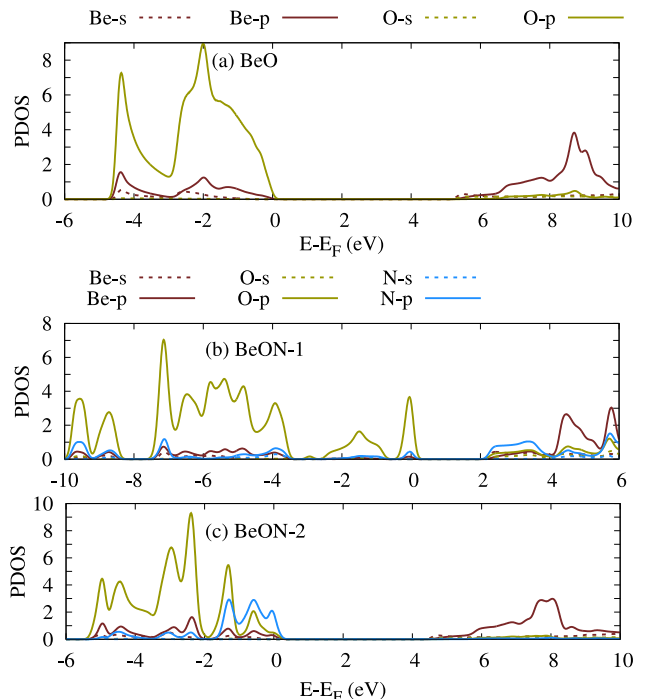 Be-s Be-p O-s O-p
(a) BeO
PDOS
8
6
4
2
0
-6 -4 -2 0 2 4 6 8 10
E-E_F (eV)
Be-s O-s N-s
Be-p O-p N-p
(b) BeON-1
PDOS
8
6
4
2
0
-10 -8 -6 -4 -2 0 2 4 6
(c) BeON-2
PDOS
10
8
6
4
2
0
-6 -4 -2 0 2 4 6 8 10
E-E_F (eV)